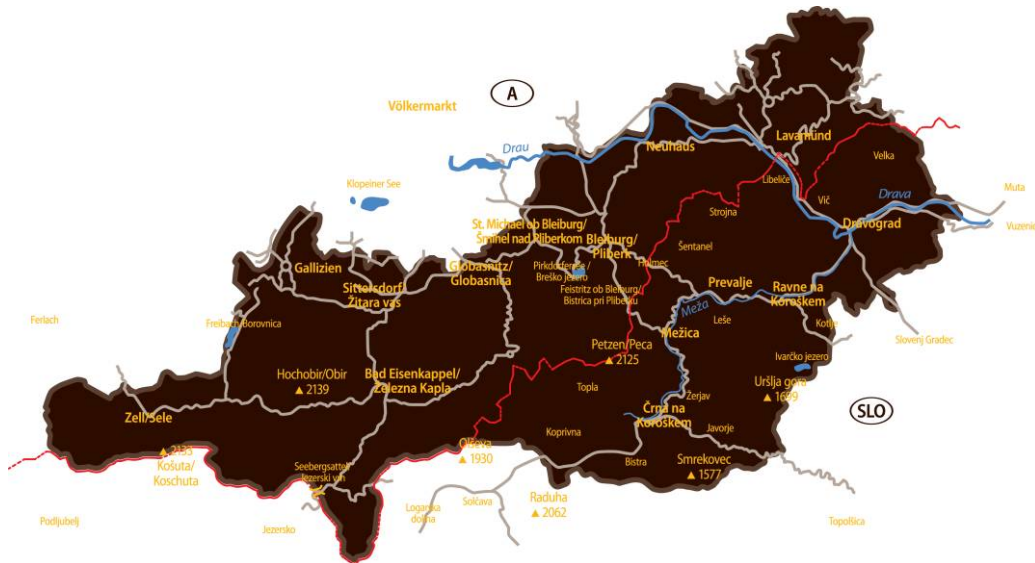 A
Völkermarkt
Lavamünd
Drau
Neuhaus
Velka
Libeliče
Klopeiner See
Muta
Vič
Drava
Strojna
St. Michael ob Bleiburg/
Šmihel nad Pliberkom
Dravograd
Vuzenica
Bleiburg/
Pliberk
Šentanel
Gallizien
Globasnitz/
Globasnica
Pirkdorfersee /
Breško jezero
Holmec
Sittersdorf/
Žitara vas
Feistritz ob Bleiburg/
Bistrica pri Pliberku
Prevalje
Ravne na
Koroškem
Meža
Ferlach
Freibach/Borovnica
Leše
Kotlje
Mežica
Slovenj Gradec
Petzen/Peca
2125
Ivarčko jezero
Hochobir/Obir
2139
Bad Eisenkappel/
Železna Kapla
Topla
Uršlja gora
1699
Žerjav
Zell/Sele
Črna na
Koroškem
SLO
Koprivna
Javorje
Olševa
1930
2133
Košuta/
Koschuta
Seebergsattel/
Jezerski vrh
Bistra
Smrekovec
1577
Raduha
2062
Solčava
Logarska
dolina
Podljubelj
Jezersko
Topolšica